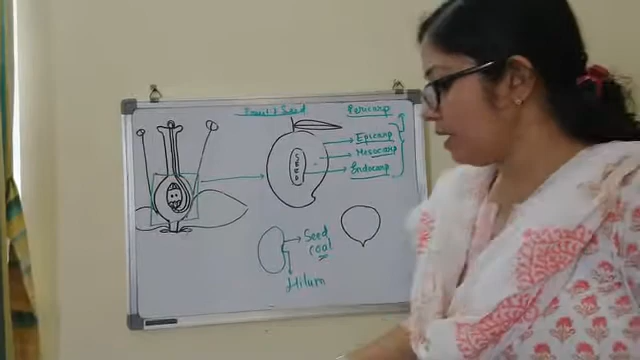 Fruit & Seed
Pericarp
Epicarp
Mesocarp
Endocarp
SEED
Seed
coat
Hilum